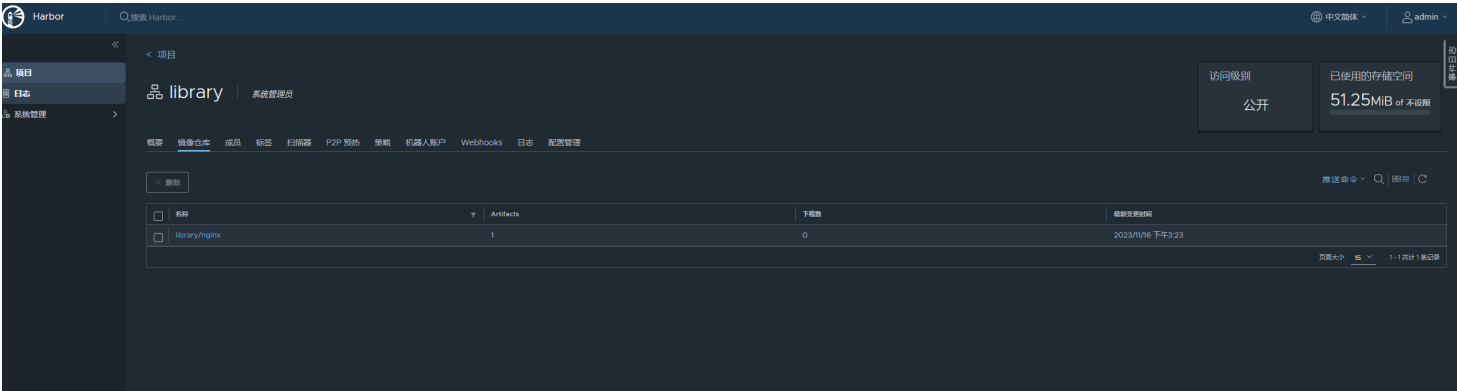 Harbor
搜索 Harbor...
中文简体
admin
项目
日志
系统管理
< 项目
library
系统管理员
访问级别
公开
已使用的存储空间
51.25MiB of 不设限
事件日志
概要 镜像仓库 成员 标签 扫描器 P2P 预热 策略 机器人账户 Webhooks 日志 配置管理
删除
推送命令
名称 Artifacts 下载数 最新变更时间
library/nginx 1 0 2023/11/16 下午3:23
页面大小 15 1 - 1 共计 1 条记录